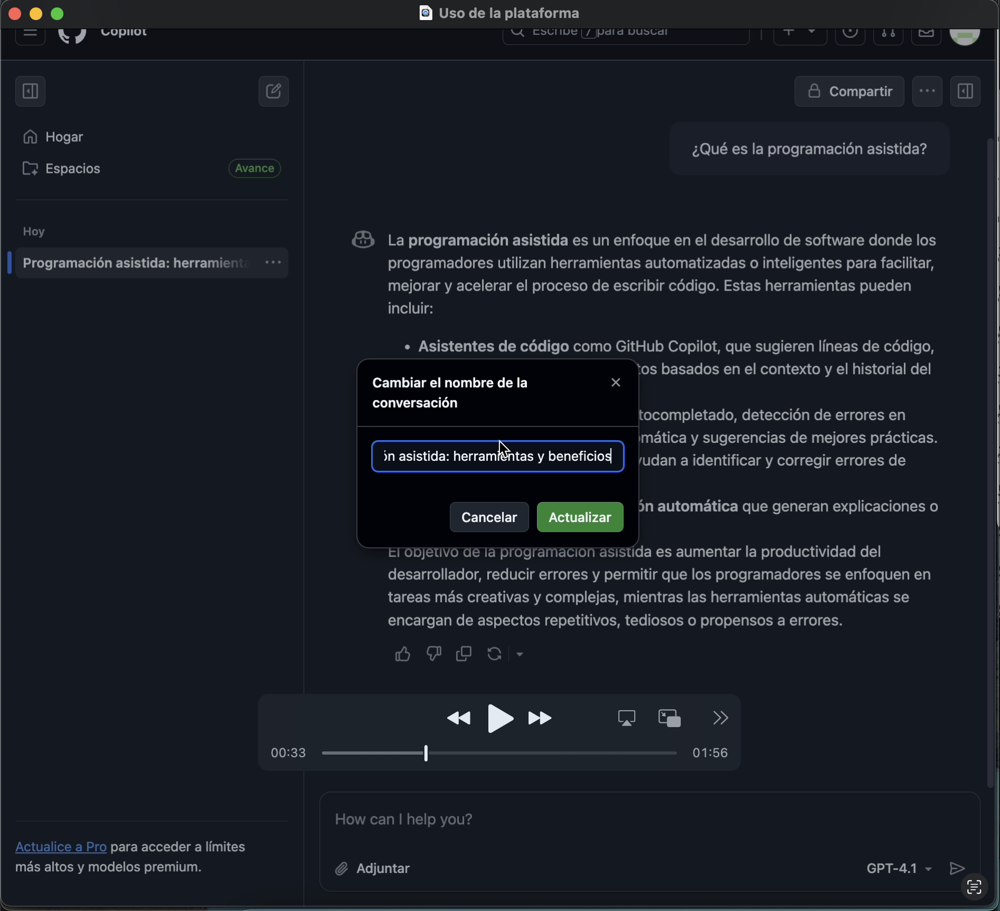 Uso de la plataforma
Copilot
Escribe / para buscar
Compartir
Hogar
Espacios
Avance
¿Qué es la programación asistida?
Hoy
Programación asistida: herramienta
La programación asistida es un enfoque en el desarrollo de software donde los
programadores utilizan herramientas automatizadas o inteligentes para facilitar,
mejorar y acelerar el proceso de escribir código. Estas herramientas pueden
incluir:
• Asistentes de código como GitHub Copilot, que sugieren líneas de código,
tos basados en el contexto y el historial del
tocompletado, detección de errores en
mática y sugerencias de mejores prácticas.
yudan a identificar y corregir errores de
ón automática que generan explicaciones o
Cambiar el nombre de la
conversación
ón asistida: herramientas y beneficios
Cancelar
Actualizar
El objetivo de la programación asistida es aumentar la productividad del
desarrollador, reducir errores y permitir que los programadores se enfoquen en
tareas más creativas y complejas, mientras las herramientas automáticas se
encargan de aspectos repetitivos, tediosos o propensos a errores.
00:33
01:56
How can I help you?
Adjuntar
GPT-4.1
Actualice a Pro para acceder a límites
más altos y modelos premium.